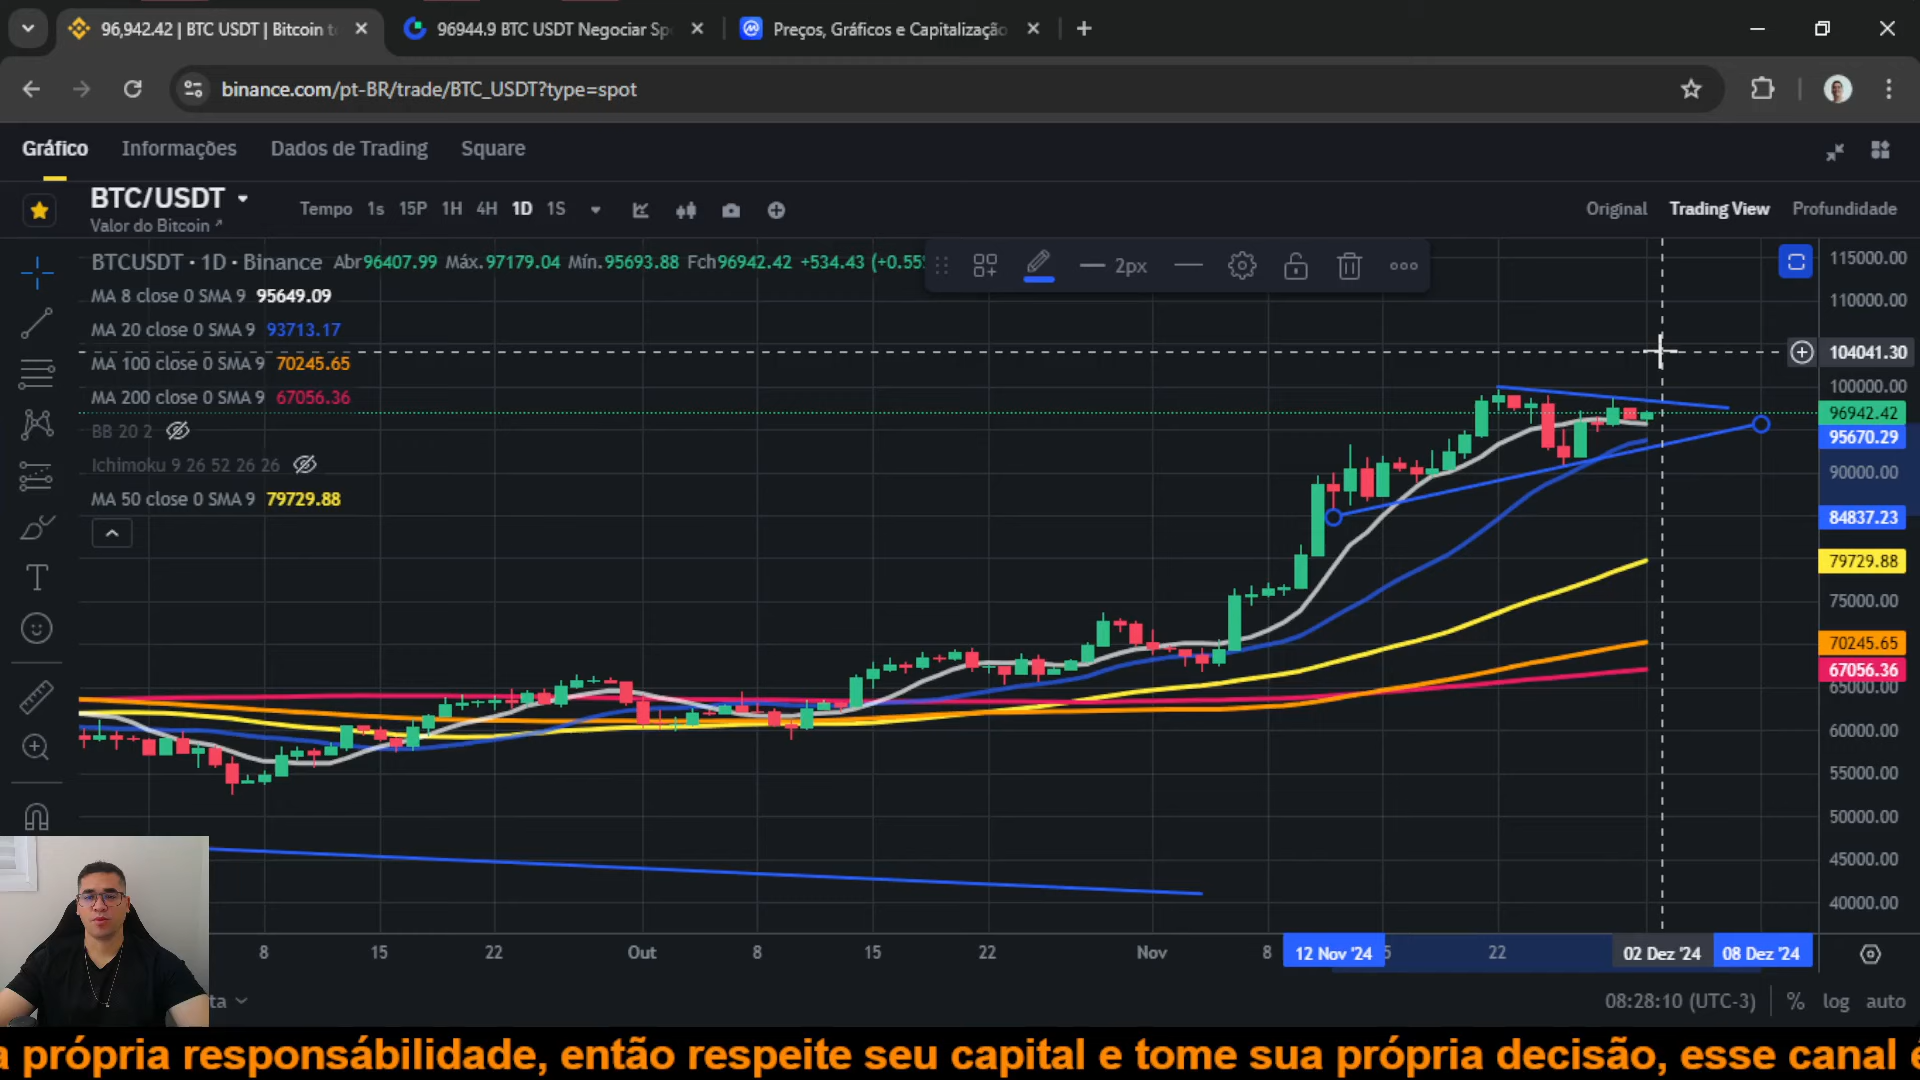 96,942.42 | BTC USDT | Bitcoin to
96944.9 BTC USDT Negociar Spo
Preços, Gráficos e Capitalização
binance.com/pt-BR/trade/BTC_USDT?type=spot
Gráfico Informações Dados de Trading Square
BTC/USDT
Valor do Bitcoin
Tempo 1s 15P 1H 4H 1D 1S
Original Trading View Profundidade
BTCUSDT · 1D · Binance Abr96407.99 Máx.97179.04 Mín.95693.88 Fch96942.42 +534.43 (+0.55
2px
MA 8 close 0 SMA 9 95649.09
MA 20 close 0 SMA 9 93713.17
MA 100 close 0 SMA 9 70245.65
MA 200 close 0 SMA 9 67056.36
BB 20 2
Ichimoku 9 26 52 26 26
MA 50 close 0 SMA 9 79729.88
115000.00
110000.00
104041.30
100000.00
96942.42
95670.29
90000.00
84837.23
79729.88
75000.00
70245.65
67056.36
65000.00
60000.00
55000.00
50000.00
45000.00
40000.00
8 15 22 Out 8 15 22 Nov 8 12 Nov '24 5 22 02 Dez '24 08 Dez '24
ta
08:28:10 (UTC-3) % log auto
a própria responsábilidade, então respeite seu capital e tome sua própria decisão, esse canal é